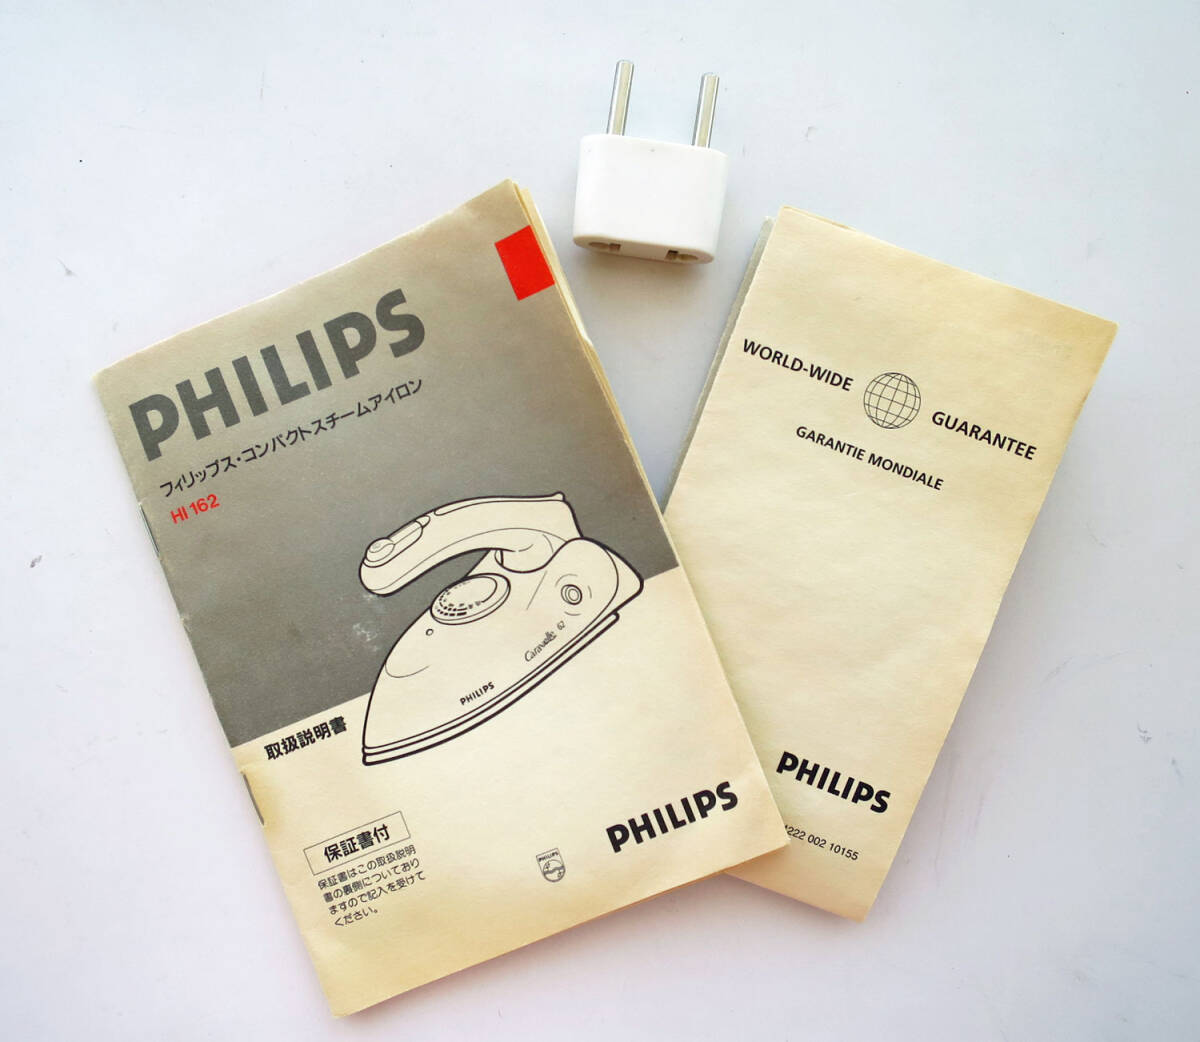 PHILIPS
フィリップス・コンパクトスチームアイロン
HI 162
Caravelle 62
PHILIPS
取扱説明書
保証書付
保証書はこの取扱説明
書の裏側についており
ますので記入を受けて
ください。
PHILIPS
PHILIPS
WORLD-WIDE
GUARANTEE
GARANTIE MONDIALE
PHILIPS
4222 002 10155